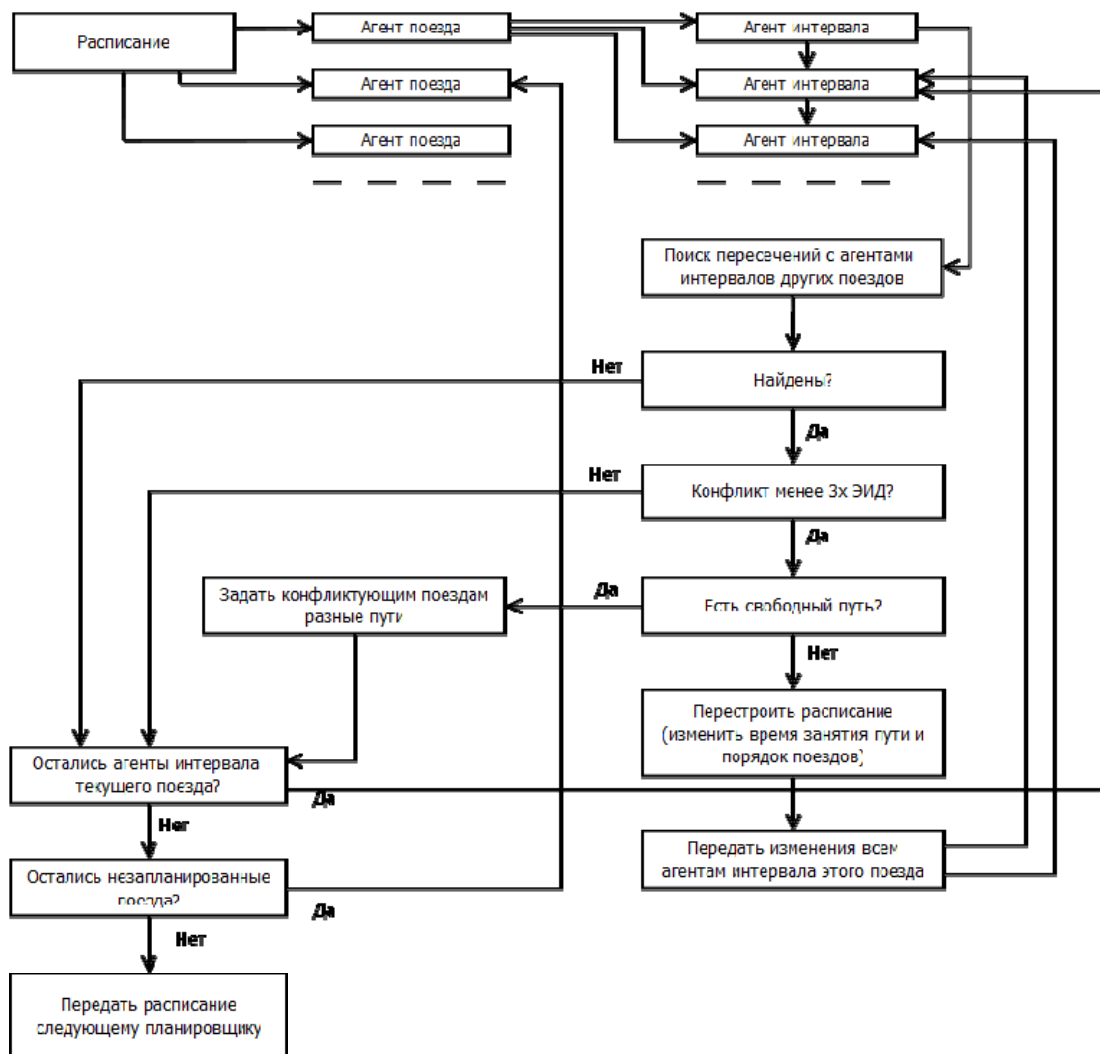 Расписание
Агент поезда
Агент интервала
Агент поезда
Агент интервала
Агент поезда
Агент интервала
Поиск пересечений с агентами
интервалов других поездов
Нет
Найдены?
Да
Нет
Конфликт менее 3х ЭИД?
Да
Задать конфликтующим поездам
разные пути
Да
Есть свободный путь?
Нет
Перестроить расписание
(изменить время занятия пути и
порядок поездов)
Остались агенты интервала
текущего поезда?
Да
Нет
Передать изменения всем
агентам интервала этого поезда
Остались незапланированные
поезда?
Да
Нет
Передать расписание
следующему планировщику